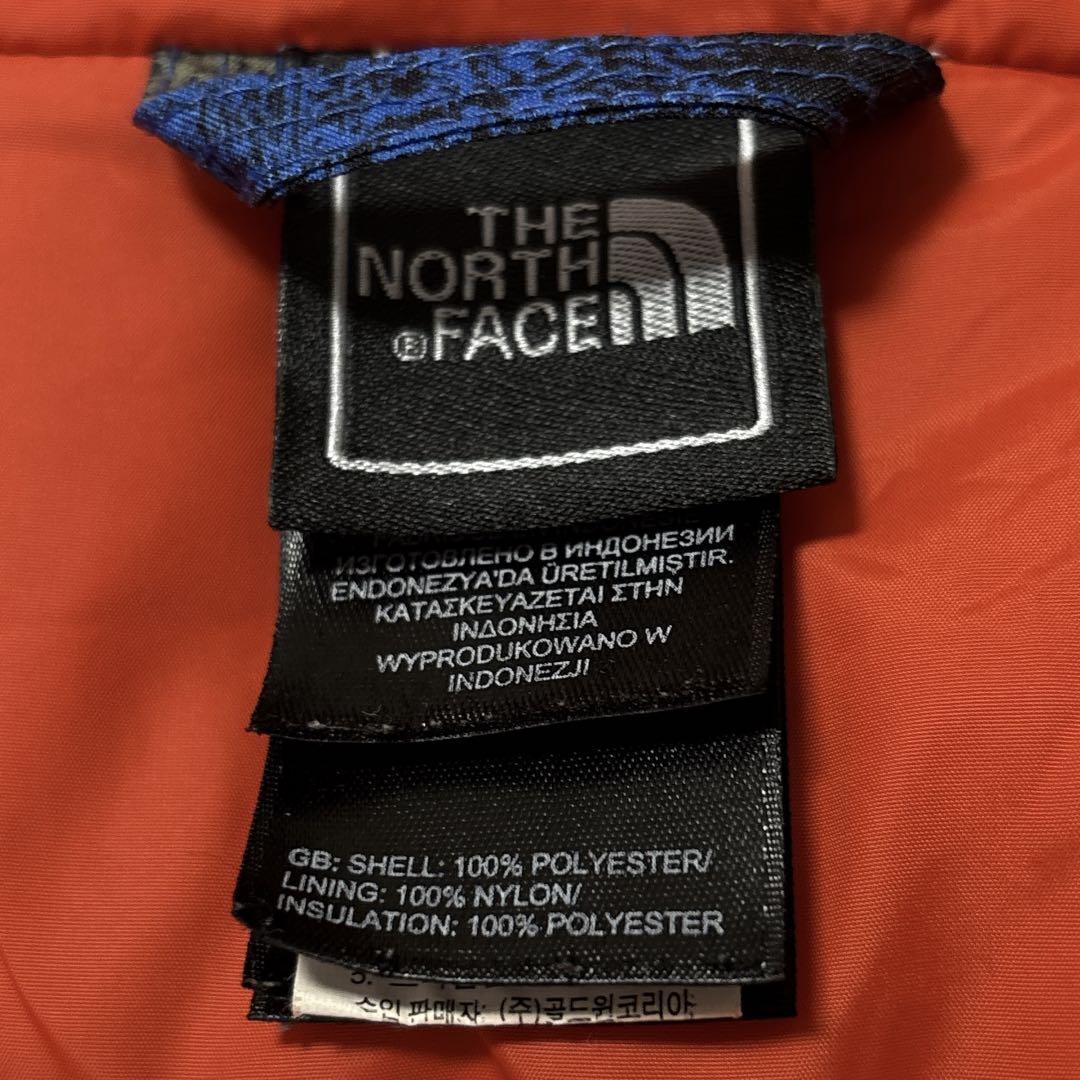 THE
NORTH
®FACE
ИЗГОТОВЛЕНО В ИНДОНЕЗИИ
ENDONEZYA'DA ÜRETILMIŞTIR.
ΚΑΤΑΣΚΕΥΑΖΕΤΑΙ ΣΤΗΝ
ΙΝΔΟΝΗΣΙΑ
WYPRODUKOWANO W
INDONEZJI
GB: SHELL: 100% POLYESTER/
LINING: 100% NYLON/
INSULATION: 100% POLYESTER
수인 판매자: (주)골드윈코리아